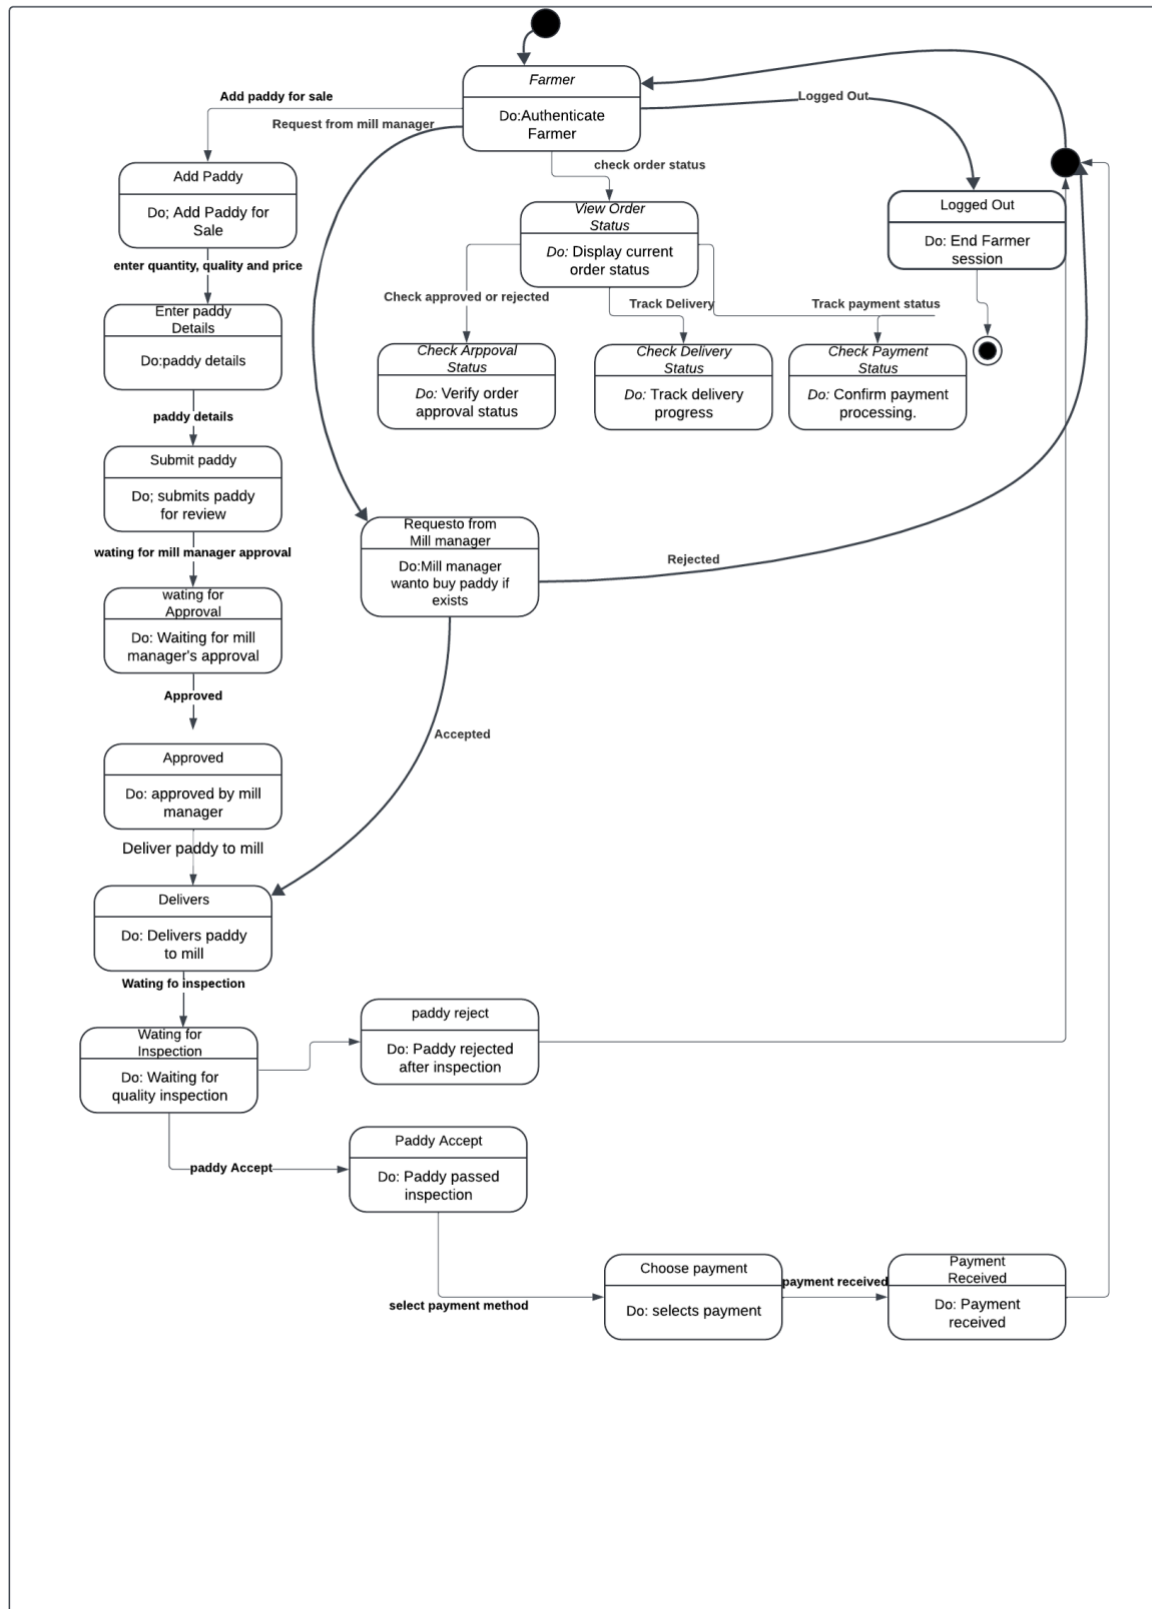 Farmer
Do:Authenticate
Farmer
Add paddy for sale
Request from mill manager
Logged Out
check order status
Add Paddy
Do; Add Paddy for
Sale
View Order
Status
Do: Display current
order status
Logged Out
Do: End Farmer
session
enter quantity, quality and price
Check approved or rejected
Track Delivery
Track payment status
Enter paddy
Details
Do:paddy details
Check Arppoval
Status
Do: Verify order
approval status
Check Delivery
Status
Do: Track delivery
progress
Check Payment
Status
Do: Confirm payment
processing.
paddy details
Submit paddy
Do; submits paddy
for review
wating for mill manager approval
Requesto from
Mill manager
Do:Mill manager
wanto buy paddy if
exists
Rejected
wating for
Approval
Do: Waiting for mill
manager's approval
Approved
Accepted
Approved
Do: approved by mill
manager
Deliver paddy to mill
Delivers
Do: Delivers paddy
to mill
Wating fo inspection
Wating for
Inspection
Do: Waiting for
quality inspection
paddy reject
Do: Paddy rejected
after inspection
paddy Accept
Paddy Accept
Do: Paddy passed
inspection
select payment method
Choose payment
Do: selects payment
payment received
Payment
Received
Do: Payment
received